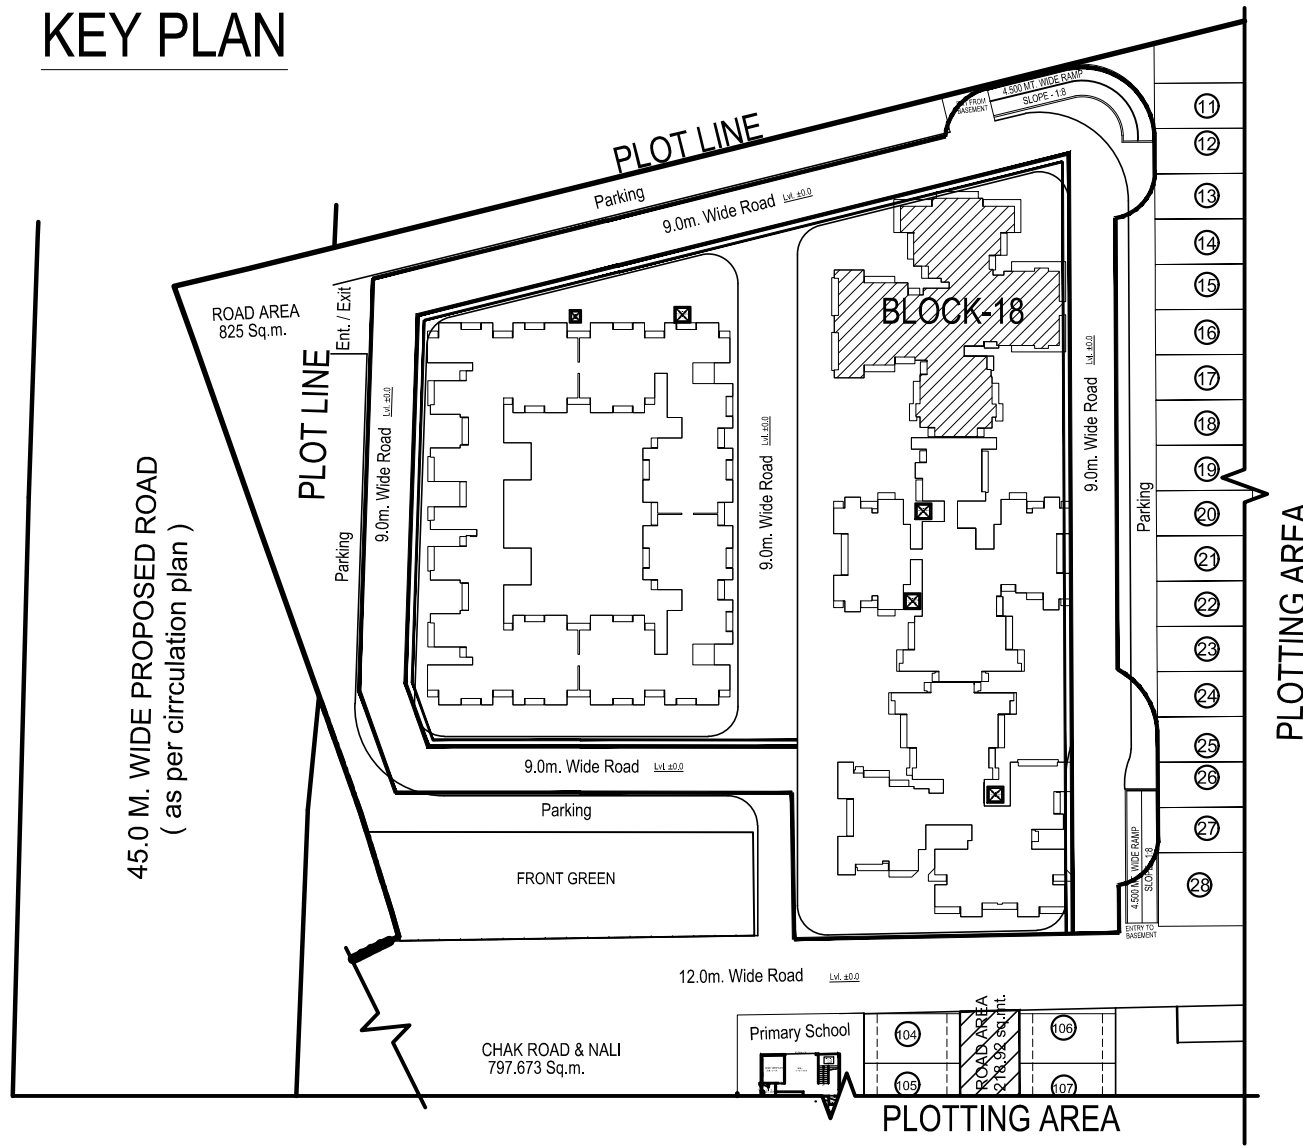 KEY PLAN
4.500 MT. WIDE RAMP
SLOPE - 1:8
BASEMENT
11
12
13
14
15
16
17
18
19
20
21
22
23
24
25
26
27
28
PLOT LINE
Parking
9.0m. Wide Road Lvl. ±0.0
ROAD AREA
825 Sq.m.
Ent. / Exit
PLOT LINE
BLOCK-18
9.0m. Wide Road Lvl. ±0.0
9.0m. Wide Road Lvl. ±0.0
9.0m. Wide Road Lvl. ±0.0
Parking
Parking
45.0 M. WIDE PROPOSED ROAD
( as per circulation plan )
PLOTTING AREA
9.0m. Wide Road Lvl. ±0.0
Parking
FRONT GREEN
4.500 MT. WIDE RAMP
SLOPE - 1:8
ENTRY TO
BASEMENT
12.0m. Wide Road Lvl. ±0.0
Primary School
104
105
ROAD AREA
218.92 sq.mt.
106
107
CHAK ROAD & NALI
797.673 Sq.m.
PLOTTING AREA